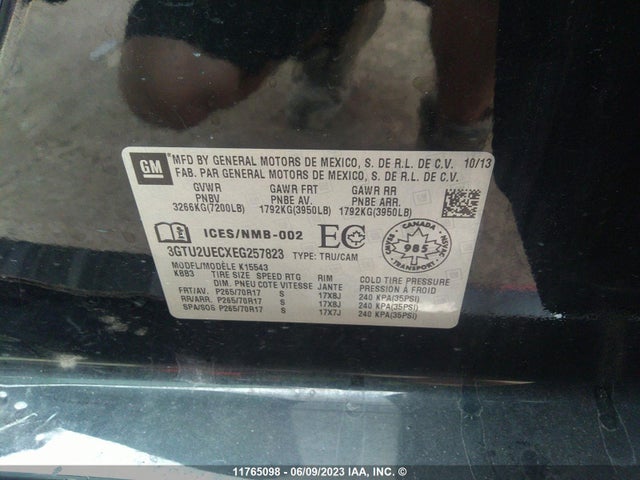 GM
MFD BY GENERAL MOTORS DE MEXICO, S. DE R.L. DE C.V. 10/13
FAB. PAR GENERAL MOTORS DE MEXICO, S. DE R.L. DE C.V.
GVWR GAWR FRT GAWR RR
PNBV PNBE AV. PNBE ARR.
3266KG(7200LB) 1792KG(3950LB) 1792KG(3950LB)
ICES/NMB-002 EC CANADA 985 TRANSPORT
3GTU2UECXEG257823 TYPE: TRU/CAM
MODEL/MODÈLE K15543
K883 TIRE SIZE SPEED RTG RIM COLD TIRE PRESSURE
DIM. PNEU COTE VITESSE JANTE PRESSION À FROID
FRT/AV. P265/70R17 S 17X8J 240 KPA(35PSI)
RR/ARR. P265/70R17 S 17X8J 240 KPA(35PSI)
SPA/SOS P265/70R17 S 17X7J 240 KPA(35PSI)
11765098 - 06/09/2023 IAA, INC. ©